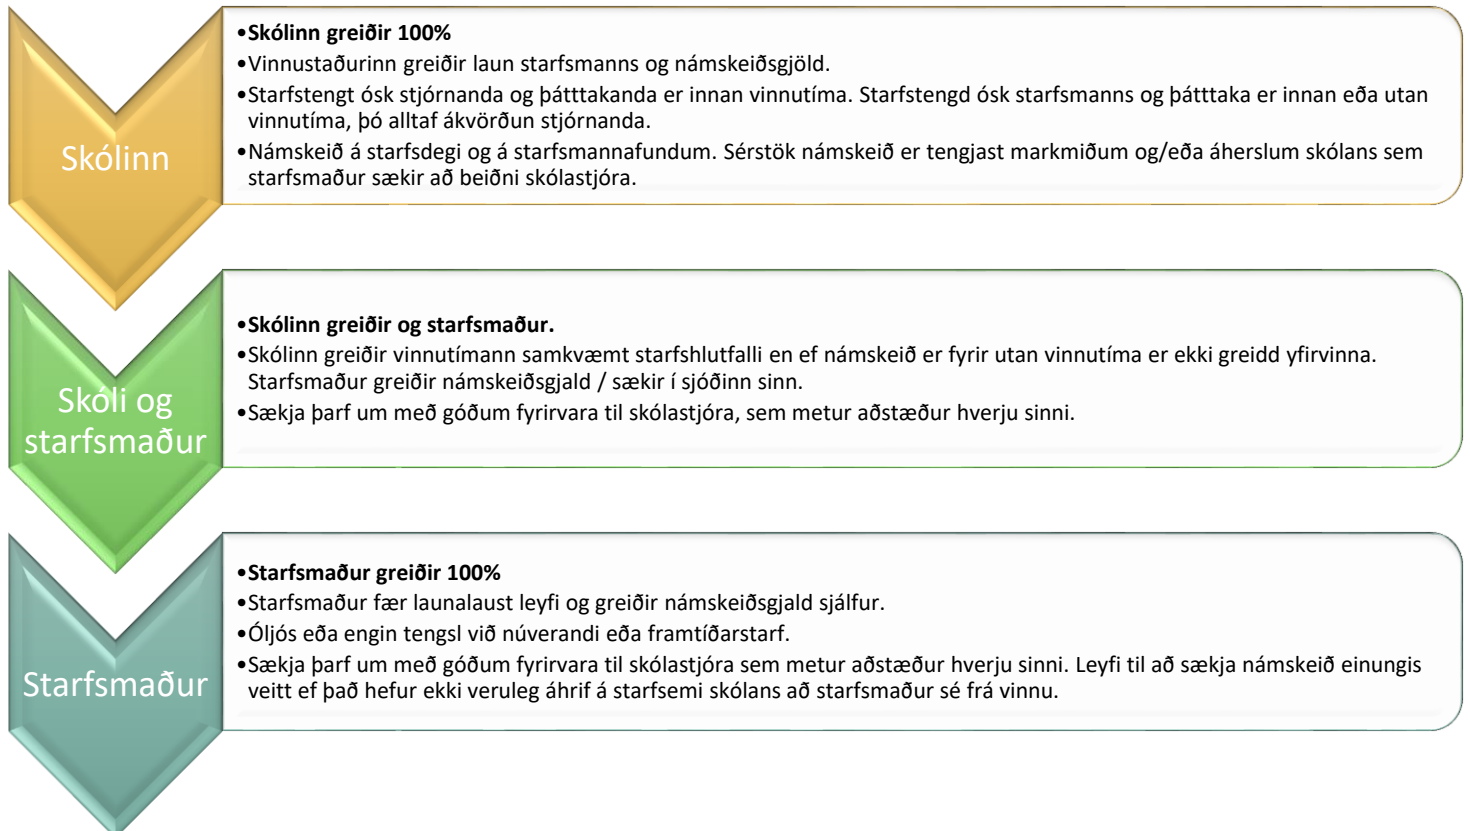 Skólinn
•Skólinn greiðir 100%
•Vinnustaðurinn greiðir laun starfsmanns og námskeiðsgjöld.
•Starfstengt ósk stjórnanda og þátttakanda er innan vinnutíma. Starfstengd ósk starfsmanns og þátttaka er innan eða utan
vinnutíma, þó alltaf ákvörðun stjórnanda.
•Námskeið á starfsdegi og á starfsmannafundum. Sérstök námskeið er tengjast markmiðum og/eða áherslum skólans sem
starfsmaður sækir að beiðni skólastjóra.
Skóli og
starfsmaður
•Skólinn greiðir og starfsmaður.
•Skólinn greiðir vinnutímann samkvæmt starfshlutfalli en ef námskeið er fyrir utan vinnutíma er ekki greidd yfirvinna.
Starfsmaður greiðir námskeiðsgjald / sækir í sjóðinn sinn.
•Sækja þarf um með góðum fyrirvara til skólastjóra, sem metur aðstæður hverju sinni.
Starfsmaður
•Starfsmaður greiðir 100%
•Starfsmaður fær launalaust leyfi og greiðir námskeiðsgjald sjálfur.
•Óljós eða engin tengsl við núverandi eða framtíðarstarf.
•Sækja þarf um með góðum fyrirvara til skólastjóra sem metur aðstæður hverju sinni. Leyfi til að sækja námskeið einungis
veitt ef það hefur ekki veruleg áhrif á starfsemi skólans að starfsmaður sé frá vinnu.